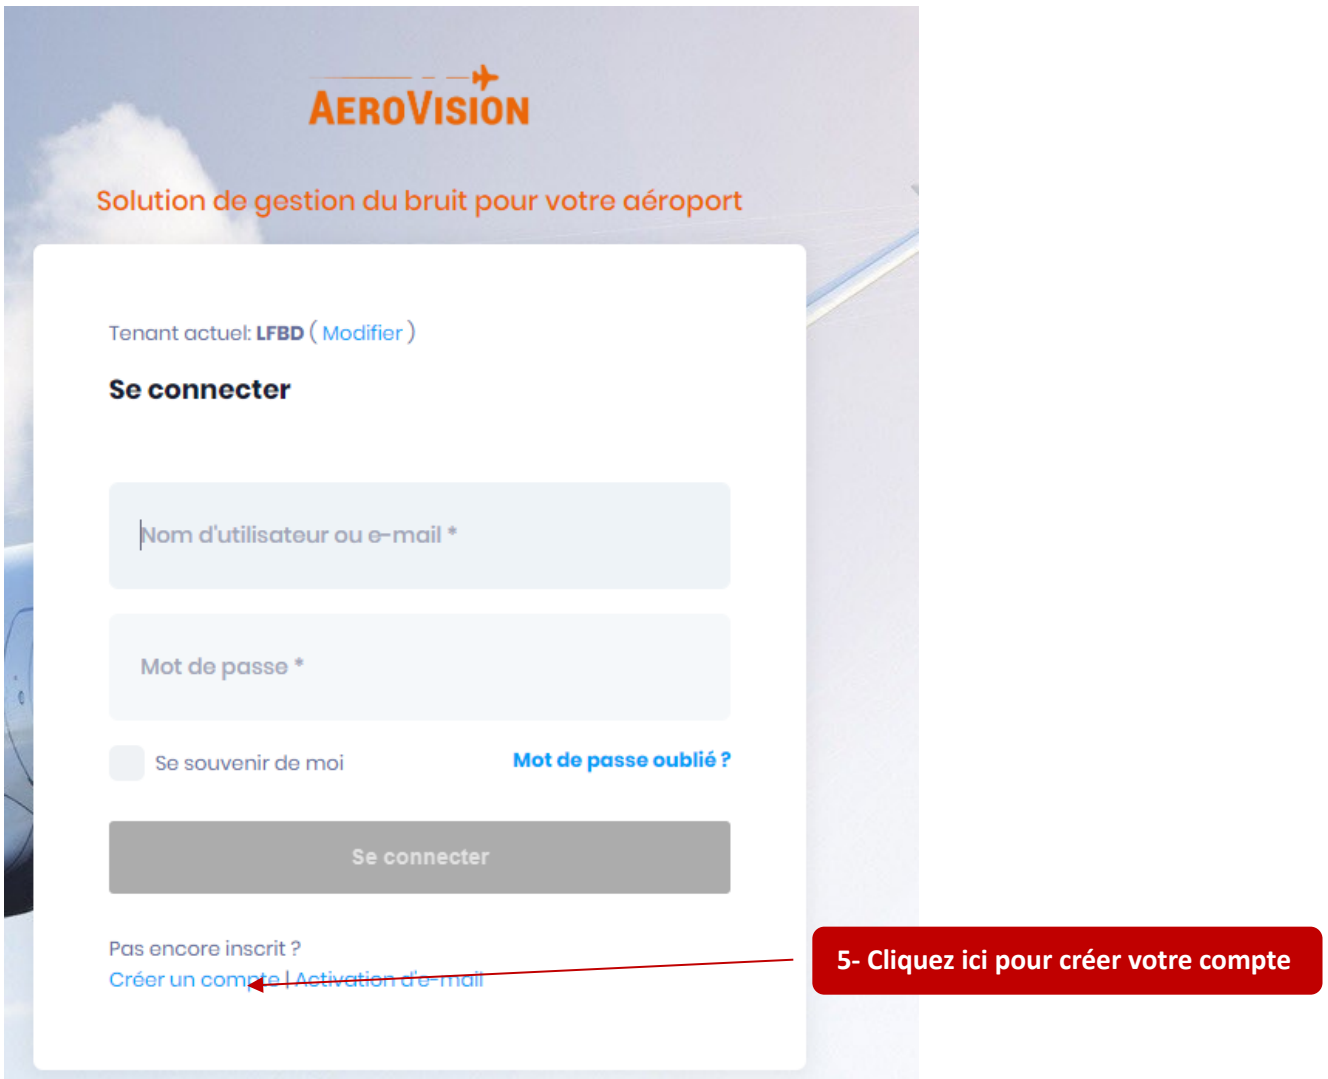 AEROVISION
Solution de gestion du bruit pour votre aéroport
Tenant actuel: LFBD ( Modifier )
Se connecter
Nom d'utilisateur ou e-mail *
Mot de passe *
Se souvenir de moi
Mot de passe oublié ?
Se connecter
Pas encore inscrit ?
Créer un compte | Activation d'e-mail
5- Cliquez ici pour créer votre compte